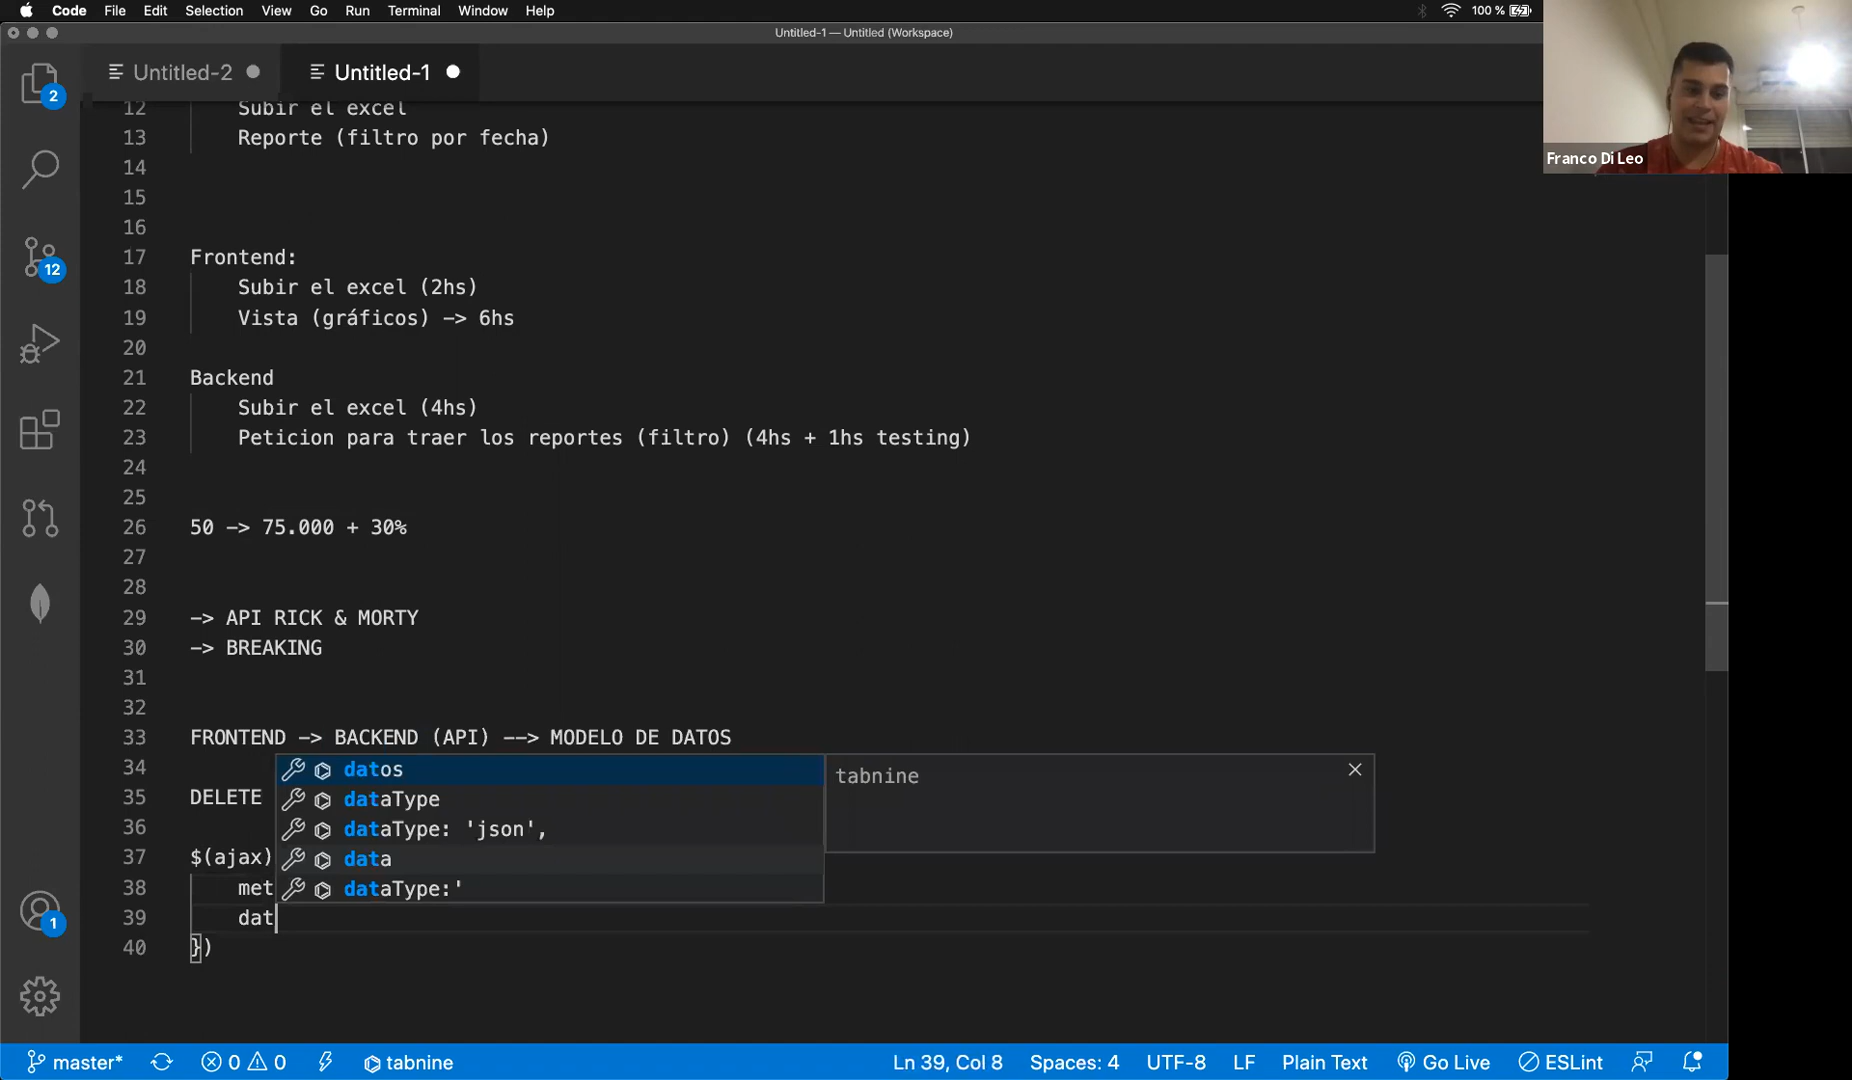 Code File Edit Selection View Go Run Terminal Window Help
100 %
Untitled-1 — Untitled (Workspace)
Untitled-2
Untitled-1
Franco Di Leo
2
12
1
12 Subir el excel
13 Reporte (filtro por fecha)
14
15
16
17 Frontend:
18 Subir el excel (2hs)
19 Vista (gráficos) -> 6hs
20
21 Backend
22 Subir el excel (4hs)
23 Peticion para traer los reportes (filtro) (4hs + 1hs testing)
24
25
26 50 -> 75.000 + 30%
27
28
29 -> API RICK & MORTY
30 -> BREAKING
31
32
33 FRONTEND -> BACKEND (API) --> MODELO DE DATOS
34
datos
tabnine
dataType
35 DELETE
dataType: 'json',
36
37 $(ajax)
data
38 met
dataType:'
39 dat
40 })
master*
0
0
tabnine
Ln 39, Col 8
Spaces: 4
UTF-8
LF
Plain Text
Go Live
ESLint